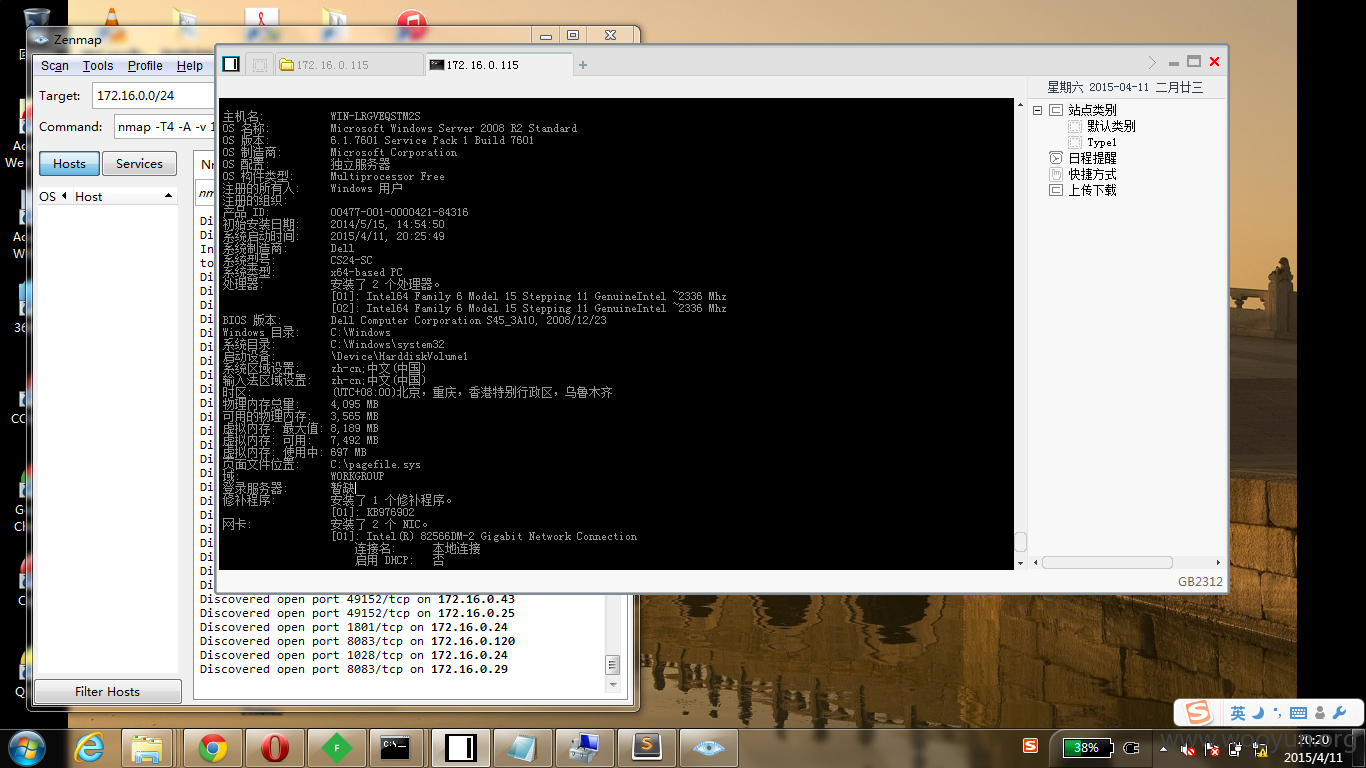 Zenmap
Scan Tools Profile Help
Target: 172.16.0.0/24
Command: nmap -T4 -A -v 1
Hosts Services
OS Host
Filter Hosts
172.16.0.115
172.16.0.115
主机名: WIN-LRGVEQSTM2S
OS 名称: Microsoft Windows Server 2008 R2 Standard
OS 版本: 6.1.7601 Service Pack 1 Build 7601
OS 制造商: Microsoft Corporation
OS 配置: 独立服务器
OS 构件类型: Multiprocessor Free
注册的所有人: Windows 用户
注册的组织:
产品 ID: 00477-001-0000421-84316
初始安装日期: 2014/5/15, 14:54:50
系统启动时间: 2015/4/11, 20:25:49
系统制造商: Dell
系统型号: CS24-SC
系统类型: x64-based PC
处理器: 安装了 2 个处理器。
[01]: Intel64 Family 6 Model 15 Stepping 11 GenuineIntel ~2336 Mhz
[02]: Intel64 Family 6 Model 15 Stepping 11 GenuineIntel ~2336 Mhz
BIOS 版本: Dell Computer Corporation S45_3A10, 2008/12/23
Windows 目录: C:\Windows
系统目录: C:\Windows\system32
启动设备: \Device\HarddiskVolume1
系统区域设置: zh-cn;中文(中国)
输入法区域设置: zh-cn;中文(中国)
时区: (UTC+08:00)北京，重庆，香港特别行政区，乌鲁木齐
物理内存总量: 4,095 MB
可用的物理内存: 3,565 MB
虚拟内存: 最大值: 8,189 MB
虚拟内存: 可用: 7,492 MB
虚拟内存: 使用中: 697 MB
页面文件位置: C:\pagefile.sys
域: WORKGROUP
登录服务器: 暂缺
修补程序: 安装了 1 个修补程序。
[01]: KB976902
网卡: 安装了 2 个 NIC。
[01]: Intel(R) 82566DM-2 Gigabit Network Connection
连接名: 本地连接
启用 DHCP: 否
GB2312
星期六 2015-04-11 二月廿三
站点类别
默认类别
Type1
日程提醒
快捷方式
上传下载
Discovered open port 49152/tcp on 172.16.0.43
Discovered open port 49152/tcp on 172.16.0.25
Discovered open port 1801/tcp on 172.16.0.24
Discovered open port 8083/tcp on 172.16.0.120
Discovered open port 1028/tcp on 172.16.0.24
Discovered open port 8083/tcp on 172.16.0.29
英
38%
20:20
2015/4/11
www.wooyun.org